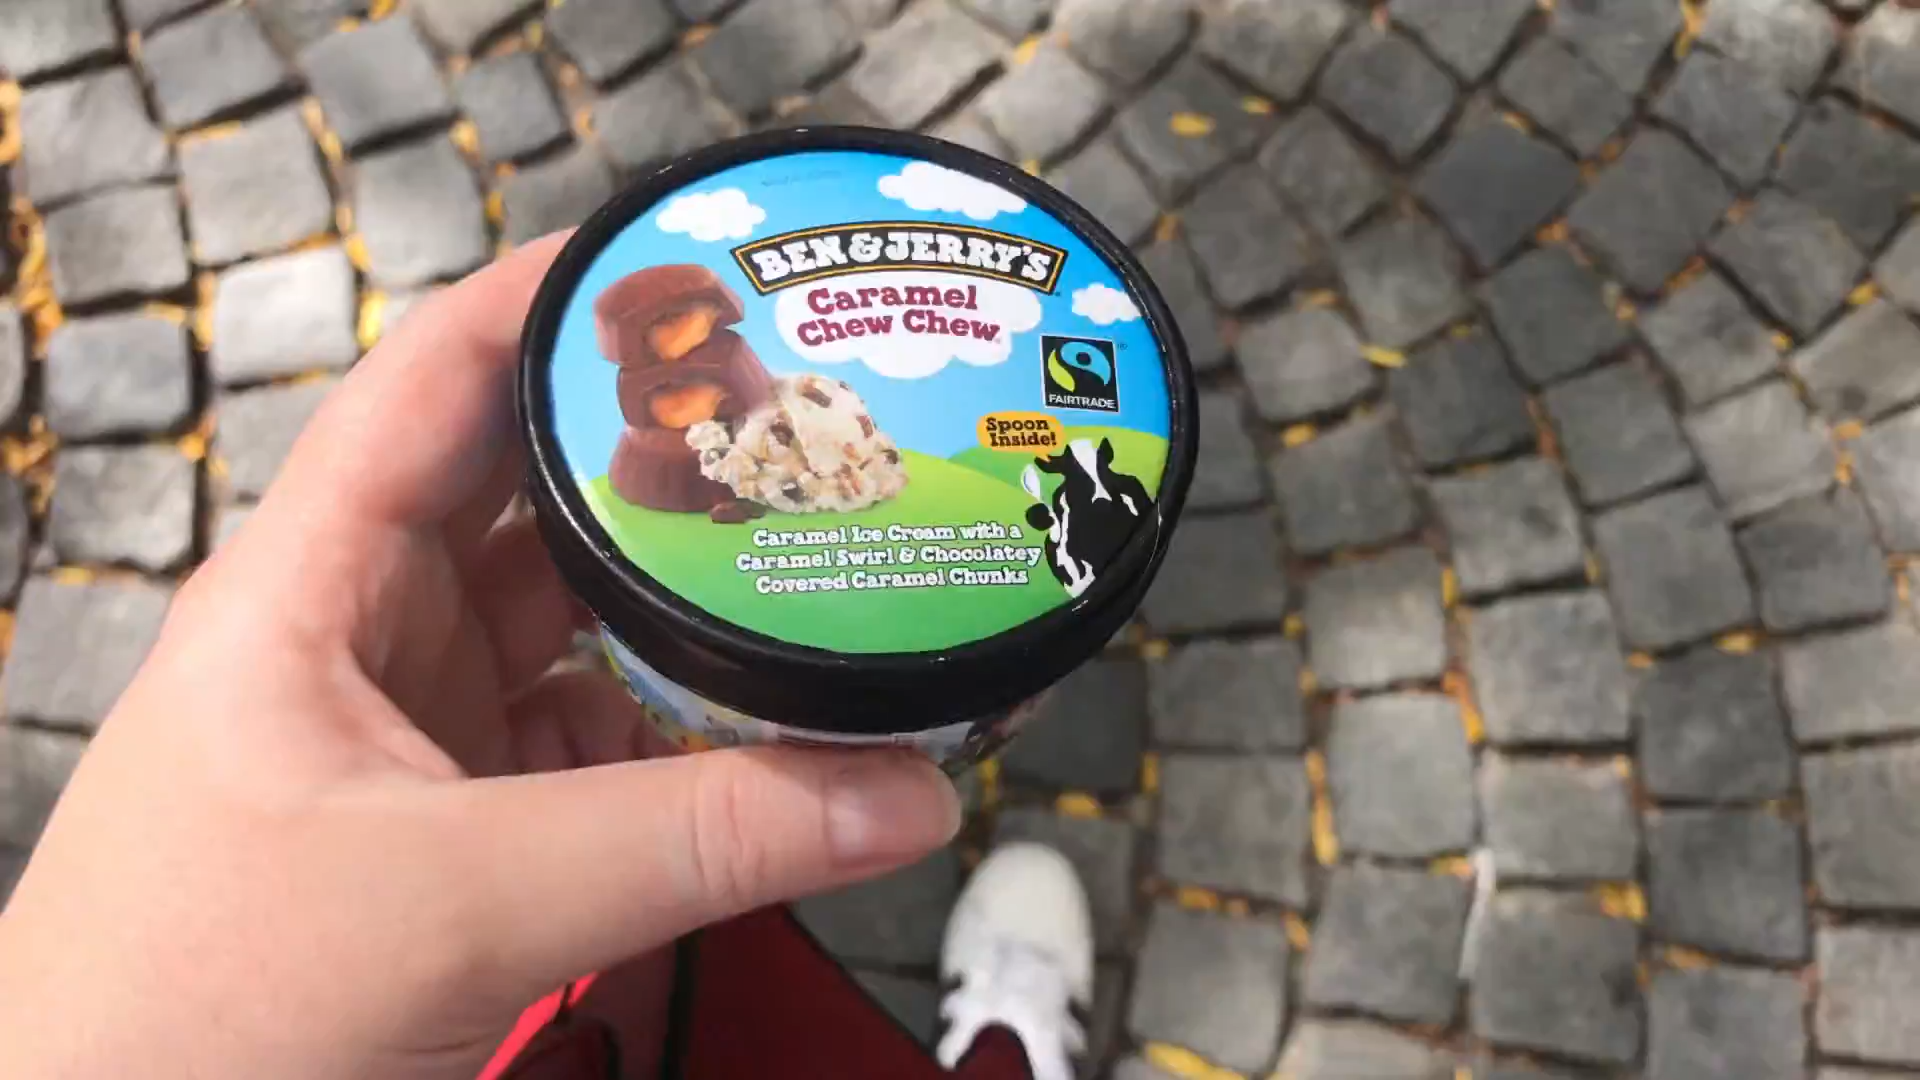 BEN & JERRY'S
Caramel
Chew Chew
FAIRTRADE
Spoon
Inside!
Caramel Ice Cream with a
Caramel Swirl & Chocolatey
Covered Caramel Chunks